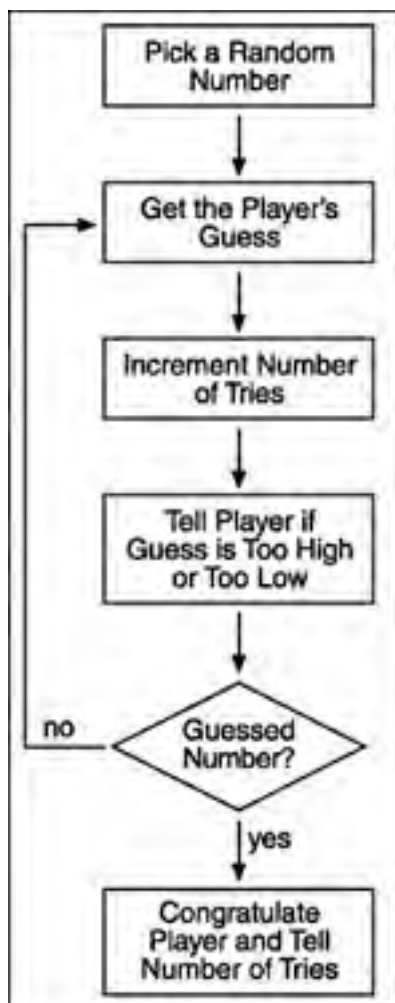 Pick a Random
Number
Get the Player's
Guess
Increment Number
of Tries
Tell Player if
Guess is Too High
or Too Low
Guessed
Number?
no
yes
Congratulate
Player and Tell
Number of Tries